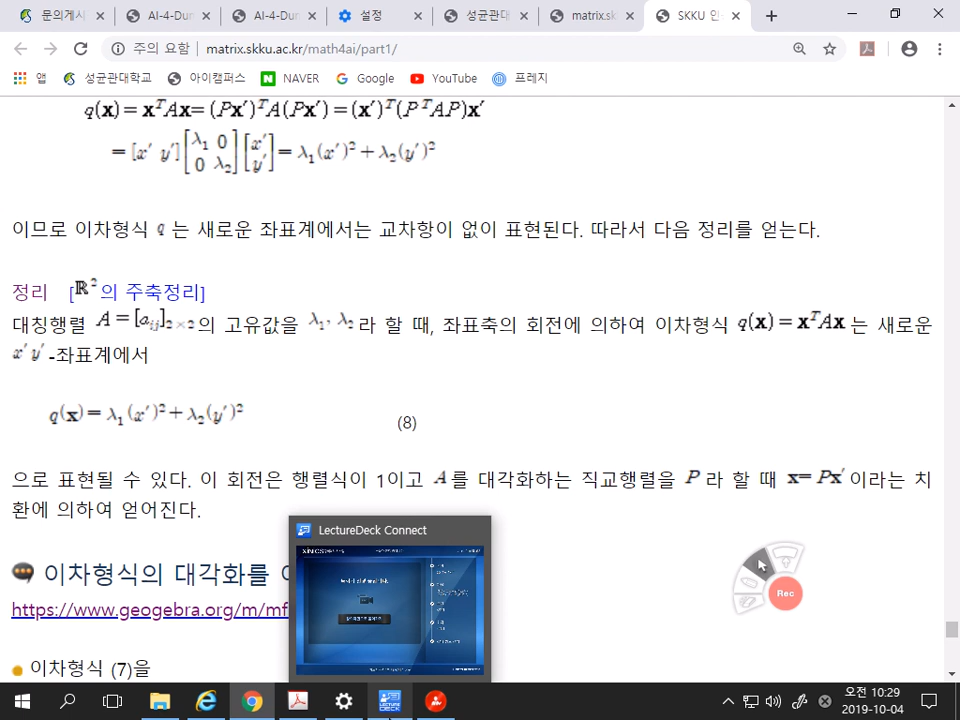 문의게시
AI-4-Dun
AI-4-Dun
설정
성균관대
matrix.sk
SKKU 인
주의 요함 | matrix.skku.ac.kr/math4ai/part1/
앱 성균관대학교 아이캠퍼스 NAVER Google YouTube 프레지
q(x) = xᵀAx = (Px′)ᵀA(Px′) = (x′)ᵀ(PᵀAP)x′
= [x′ y′] [λ₁ 0; 0 λ₂] [x′; y′] = λ₁(x′)² + λ₂(y′)²
이므로 이차형식 q 는 새로운 좌표계에서는 교차항이 없이 표현된다. 따라서 다음 정리를 얻는다.
정리 [ℝ²의 주축정리]
대칭행렬 A = [aᵢⱼ]₂ₓ₂의 고유값을 λ₁, λ₂라 할 때, 좌표축의 회전에 의하여 이차형식 q(x) = xᵀAx 는 새로운
x′ y′ -좌표계에서
q(x) = λ₁(x′)² + λ₂(y′)² (8)
으로 표현될 수 있다. 이 회전은 행렬식이 1이고 A 를 대각화하는 직교행렬을 P 라 할 때 x = Px′ 이라는 치
환에 의하여 얻어진다.
LectureDeck Connect
XINICS
이차형식의 대각화를
https://www.geogebra.org/m/mf
Rec
이차형식 (7)을
LECTURE DECK
오전 10:29
2019-10-04